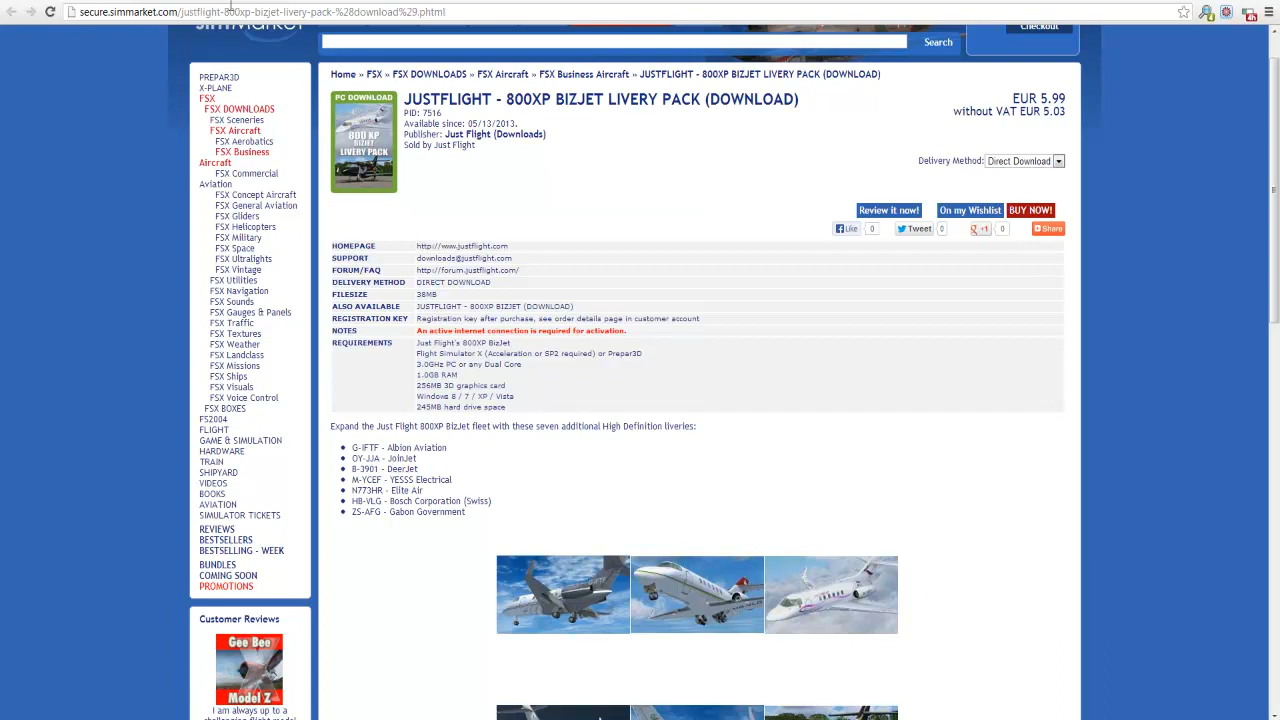 secure.simmarket.com/justflight-800xp-bizjet-livery-pack-%28download%29.phtml
simMarket
Checkout
Search
PREPAR3D
X-PLANE
FSX
FSX DOWNLOADS
FSX Sceneries
FSX Aircraft
FSX Aerobatics
FSX Business
Aircraft
FSX Commercial
Aviation
FSX Concept Aircraft
FSX General Aviation
FSX Gliders
FSX Helicopters
FSX Military
FSX Space
FSX Ultralights
FSX Vintage
FSX Utilities
FSX Navigation
FSX Sounds
FSX Gauges & Panels
FSX Traffic
FSX Textures
FSX Weather
FSX Landclass
FSX Missions
FSX Ships
FSX Visuals
FSX Voice Control
FSX BOXES
FS2004
FLIGHT
GAME & SIMULATION
HARDWARE
TRAIN
SHIPYARD
VIDEOS
BOOKS
AVIATION
SIMULATOR TICKETS
REVIEWS
BESTSELLERS
BESTSELLING - WEEK
BUNDLES
COMING SOON
PROMOTIONS
Customer Reviews
Gee Bee
Model Z
I am always up to a
challenging flight model
Home » FSX » FSX DOWNLOADS » FSX Aircraft » FSX Business Aircraft » JUSTFLIGHT - 800XP BIZJET LIVERY PACK (DOWNLOAD)
PC DOWNLOAD
800 XP
BIZJET
LIVERY PACK
JUSTFLIGHT - 800XP BIZJET LIVERY PACK (DOWNLOAD)
PID: 7516
Available since: 05/13/2013.
Publisher: Just Flight (Downloads)
Sold by Just Flight
EUR 5.99
without VAT EUR 5.03
Delivery Method: Direct Download
Review it now! On my Wishlist BUY NOW!
Like 0 Tweet 0 +1 0 Share
HOMEPAGE http://www.justflight.com
SUPPORT downloads@justflight.com
FORUM/FAQ http://forum.justflight.com/
DELIVERY METHOD DIRECT DOWNLOAD
FILESIZE 38MB
ALSO AVAILABLE JUSTFLIGHT - 800XP BIZJET (DOWNLOAD)
REGISTRATION KEY Registration key after purchase, see order details page in customer account
NOTES An active internet connection is required for activation.
REQUIREMENTS Just Flight's 800XP BizJet
Flight Simulator X (Acceleration or SP2 required) or Prepar3D
3.0GHz PC or any Dual Core
1.0GB RAM
256MB 3D graphics card
Windows 8 / 7 / XP / Vista
245MB hard drive space
Expand the Just Flight 800XP BizJet fleet with these seven additional High Definition liveries:
G-IFTF - Albion Aviation
OY-JJA - JoinJet
B-3901 - DeerJet
M-YCEF - YESSS Electrical
N773HR - Elite Air
HB-VLG - Bosch Corporation (Swiss)
ZS-AFG - Gabon Government